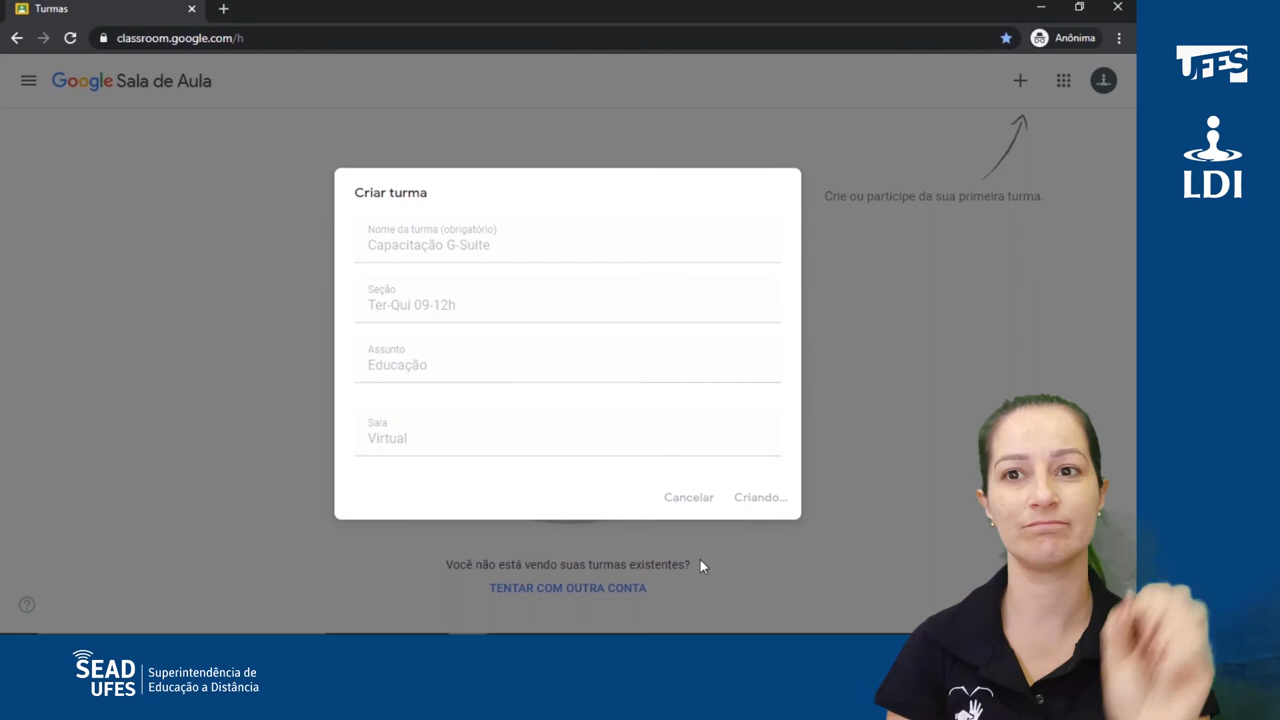 Turmas
classroom.google.com/h
Anônima
Google Sala de Aula
UFES
LDI
Crie ou participe da sua primeira turma.
Criar turma
Nome da turma (obrigatório)
Capacitação G-Suite
Seção
Ter-Qui 09-12h
Assunto
Educação
Sala
Virtual
Cancelar
Criando...
Você não está vendo suas turmas existentes?
TENTAR COM OUTRA CONTA
SEAD
UFES
Superintendência de
Educação a Distância